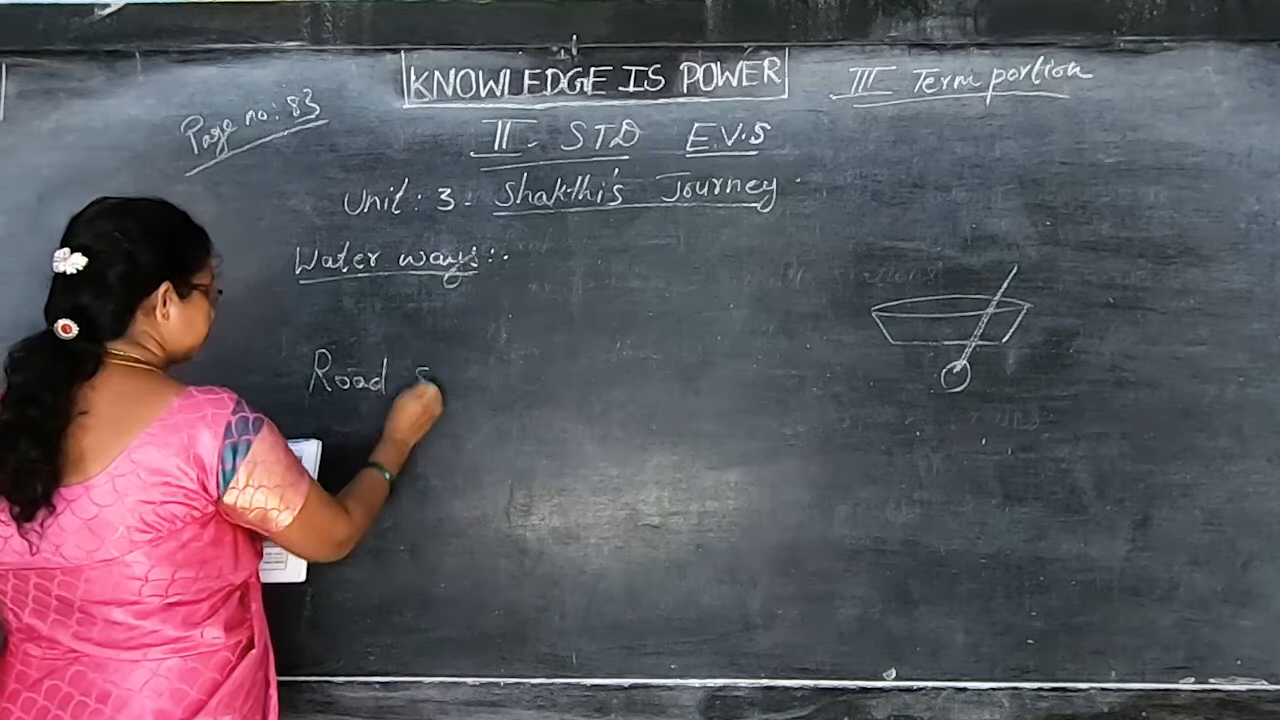 KNOWLEDGE IS POWER
III Term portion
Page no: 83
II - STD E.V.S
Unit: 3. Shakthi's Journey
Water ways:.
Road S